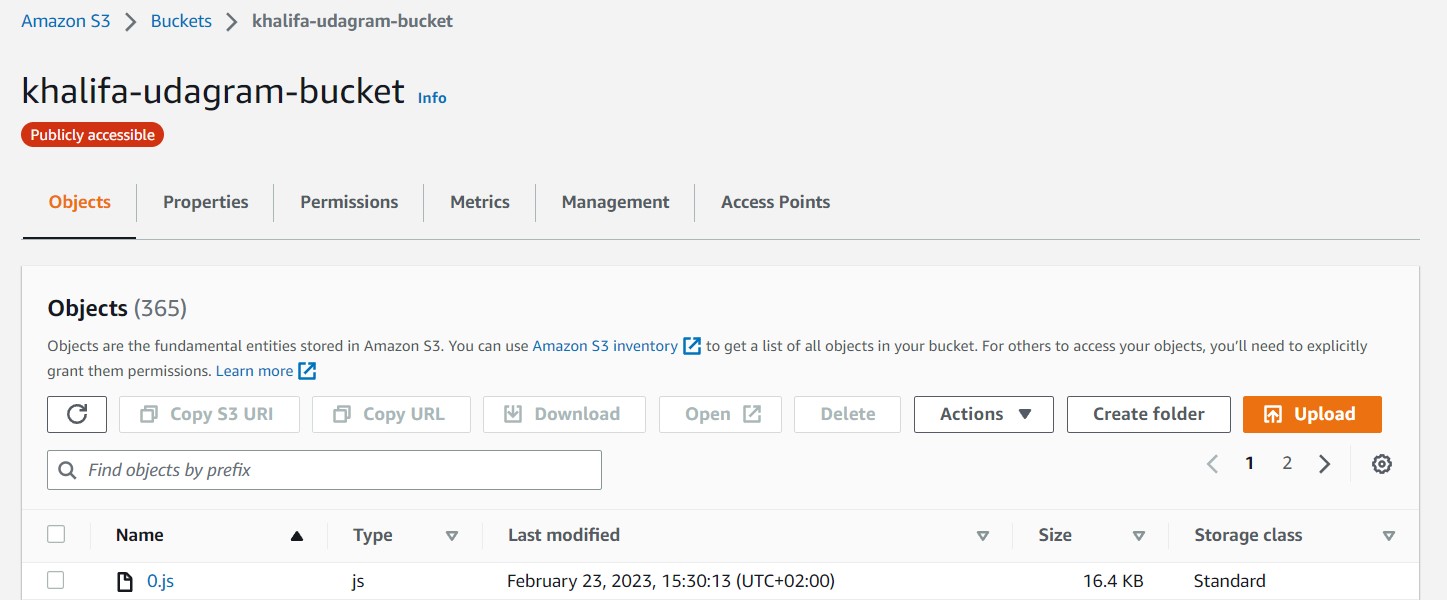 Amazon S3 > Buckets > khalifa-udagram-bucket
khalifa-udagram-bucket Info
Publicly accessible
Objects Properties Permissions Metrics Management Access Points
Objects (365)
Objects are the fundamental entities stored in Amazon S3. You can use Amazon S3 inventory to get a list of all objects in your bucket. For others to access your objects, you'll need to explicitly
grant them permissions. Learn more
Copy S3 URI Copy URL Download Open Delete Actions Create folder Upload
Find objects by prefix 1 2
Name Type Last modified Size Storage class
0.js js February 23, 2023, 15:30:13 (UTC+02:00) 16.4 KB Standard